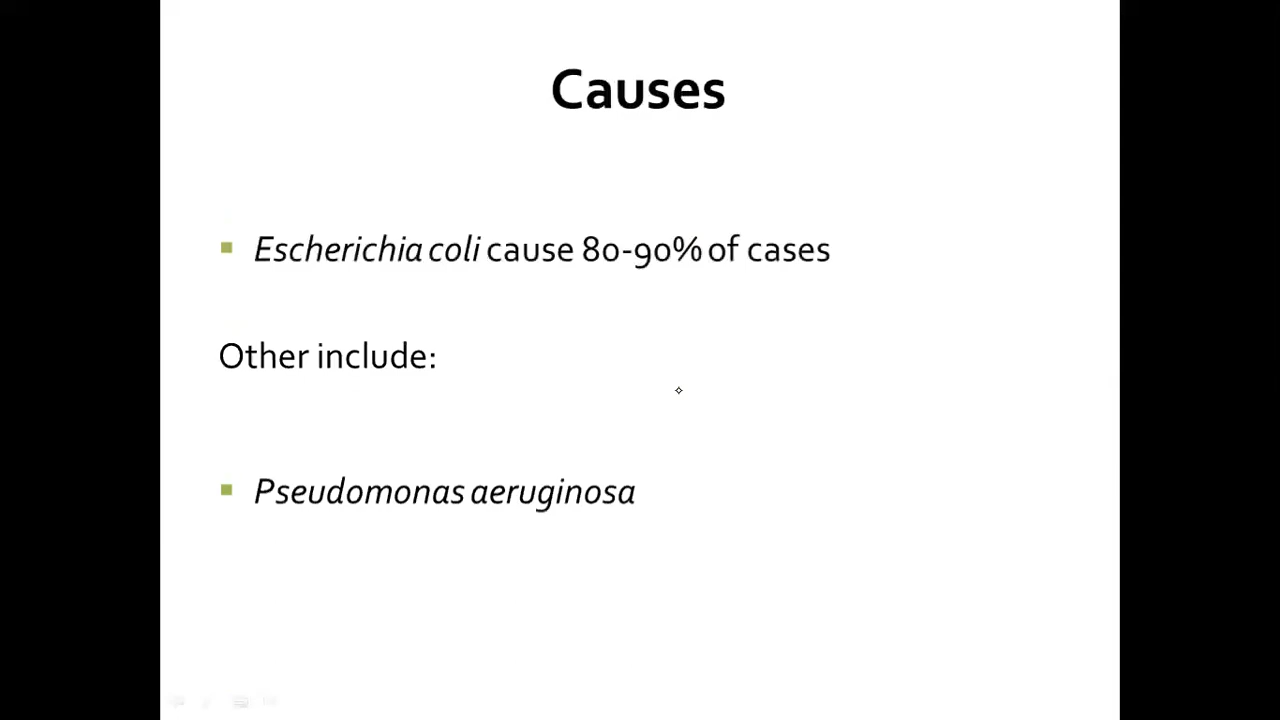 Causes
Escherichia coli cause 80-90% of cases
Other include:
Pseudomonas aeruginosa